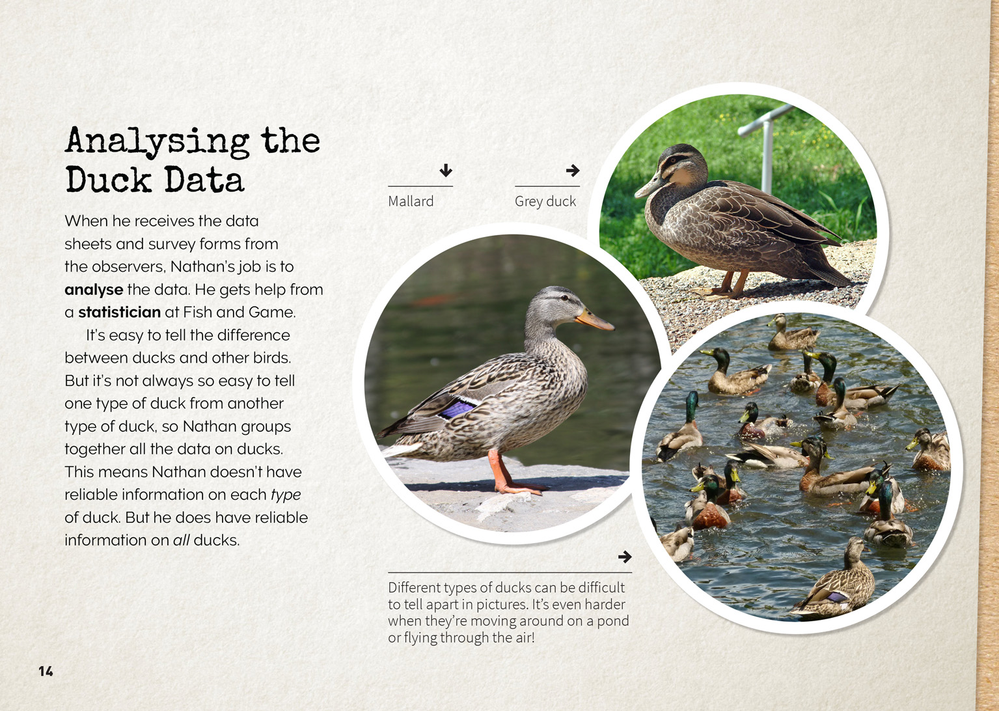 Analysing the
Duck Data
When he receives the data
sheets and survey forms from
the observers, Nathan's job is to
analyse the data. He gets help from
a statistician at Fish and Game.
It's easy to tell the difference
between ducks and other birds.
But it's not always so easy to tell
one type of duck from another
type of duck, so Nathan groups
together all the data on ducks.
This means Nathan doesn't have
reliable information on each type
of duck. But he does have reliable
information on all ducks.
Mallard
Grey duck
Different types of ducks can be difficult
to tell apart in pictures. It's even harder
when they're moving around on a pond
or flying through the air!
14